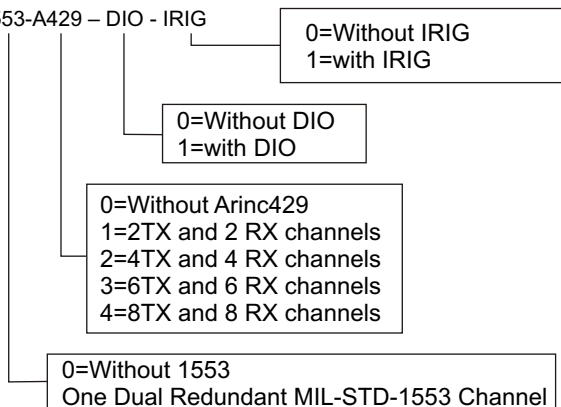 553-A429 – DIO - IRIG
0=Without IRIG
1=with IRIG
0=Without DIO
1=with DIO
0=Without Arinc429
1=2TX and 2 RX channels
2=4TX and 4 RX channels
3=6TX and 6 RX channels
4=8TX and 8 RX channels
0=Without 1553
One Dual Redundant MIL-STD-1553 Channel